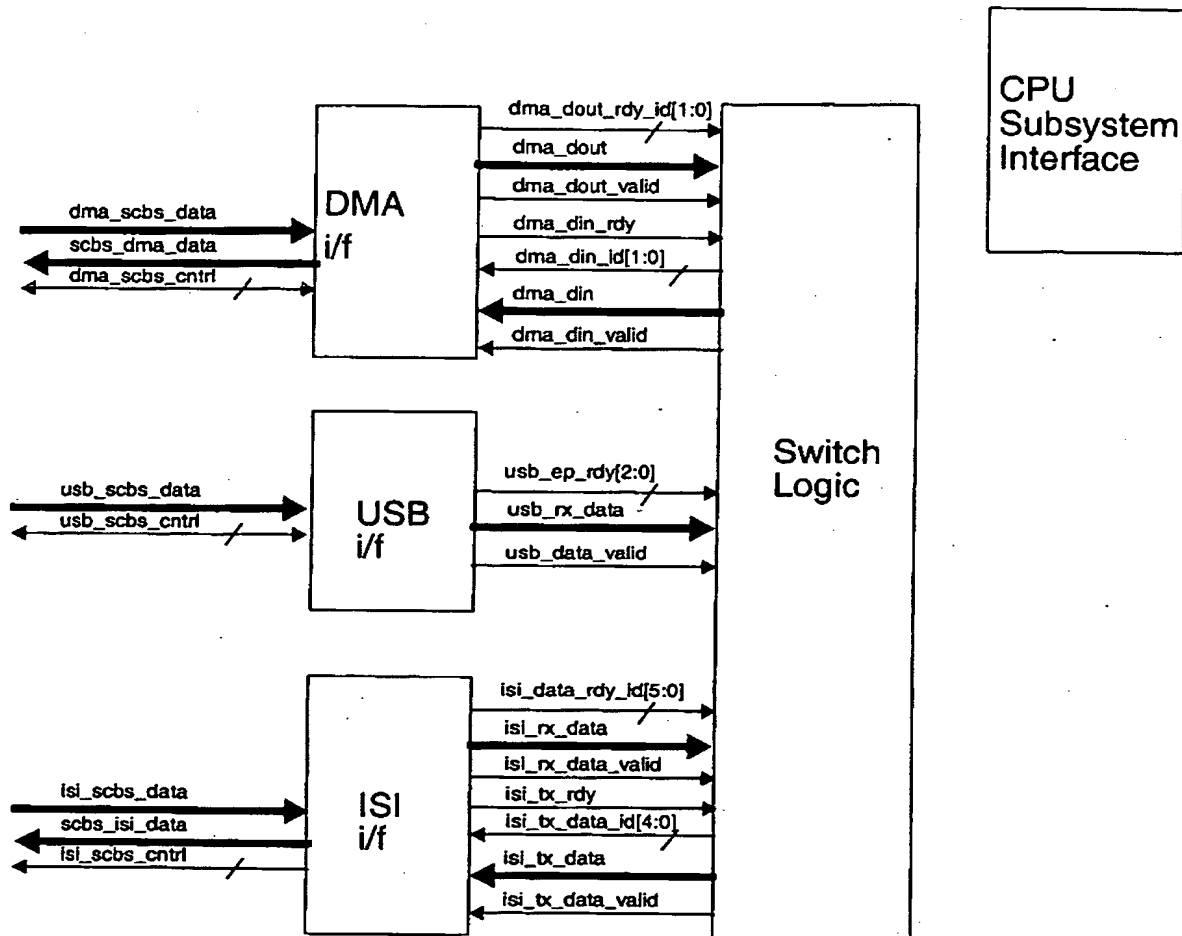 CPU
Subsystem
Interface
dma_dout_rdy_id[1:0]
dma_dout
dma_dout_valid
dma_din_rdy
dma_din_id[1:0]
dma_din
dma_din_valid
DMA
i/f
dma_scbs_data
scbs_dma_data
dma_scbs_cntrl
Switch
Logic
usb_ep_rdy[2:0]
usb_rx_data
usb_data_valid
USB
i/f
usb_scbs_data
usb_scbs_cntrl
isi_data_rdy_id[5:0]
isi_rx_data
isi_rx_data_valid
isi_tx_rdy
isi_tx_data_id[4:0]
isi_tx_data
isi_tx_data_valid
ISI
i/f
isi_scbs_data
scbs_isi_data
isi_scbs_cntrl